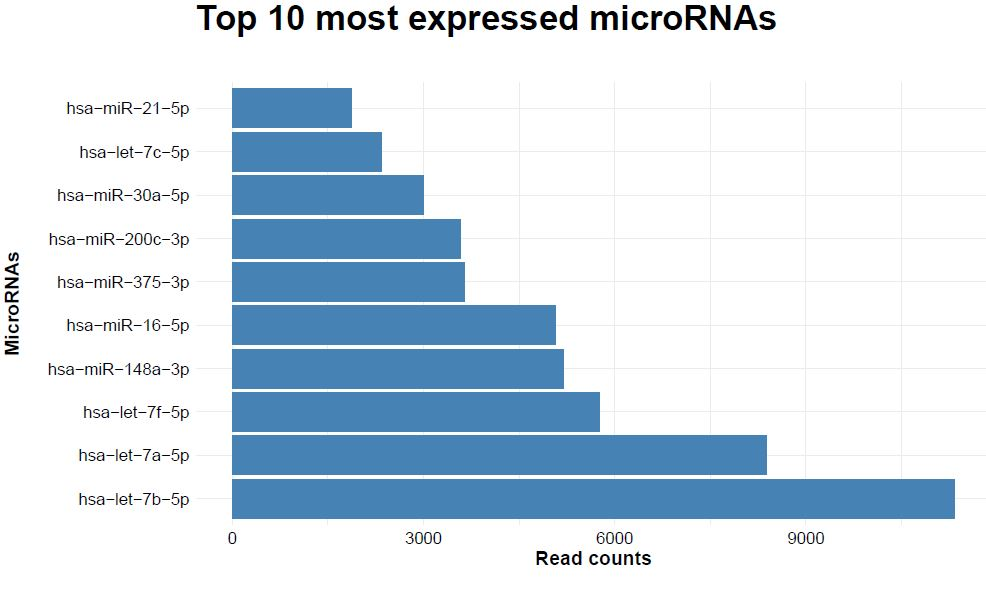 Top 10 most expressed microRNAs
hsa−miR−21−5p
hsa−let−7c−5p
hsa−miR−30a−5p
hsa−miR−200c−3p
hsa−miR−375−3p
hsa−miR−16−5p
hsa−miR−148a−3p
hsa−let−7f−5p
hsa−let−7a−5p
hsa−let−7b−5p
MicroRNAs
0 3000 6000 9000
Read counts